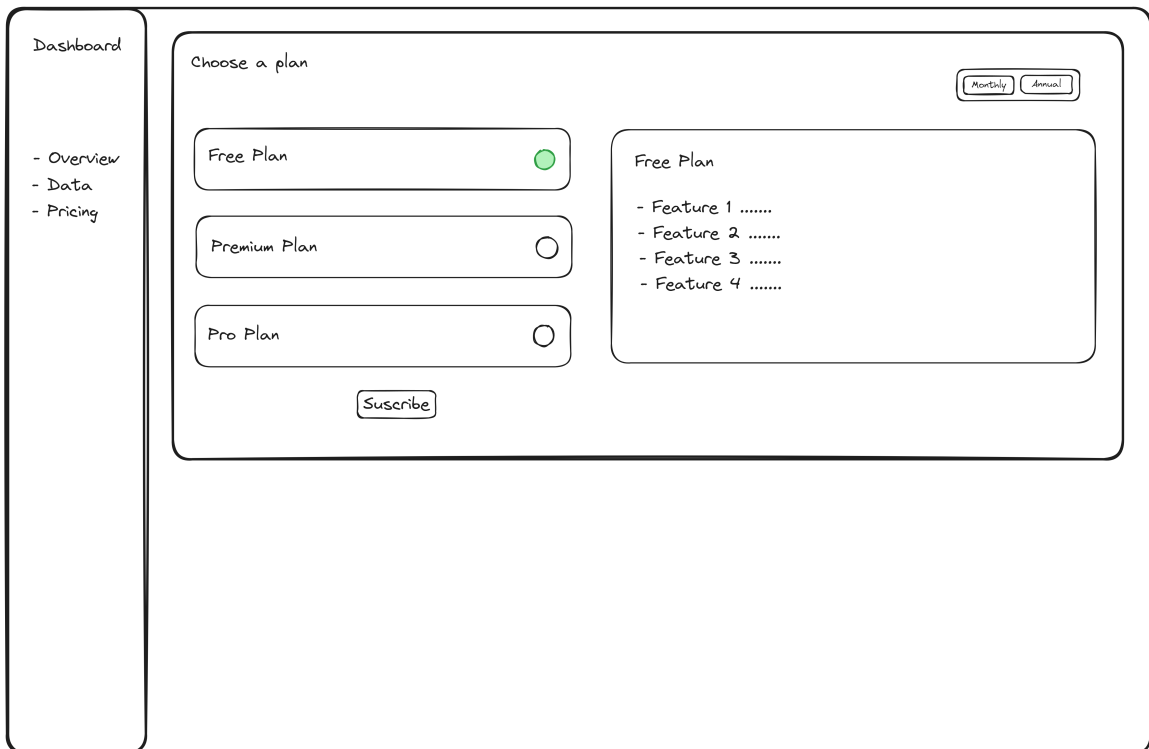 Dashboard
- Overview
- Data
- Pricing
Choose a plan
Monthly
Annual
Free Plan
Premium Plan
Pro Plan
Suscribe
Free Plan
- Feature 1 .......
- Feature 2 .......
- Feature 3 .......
- Feature 4 .......